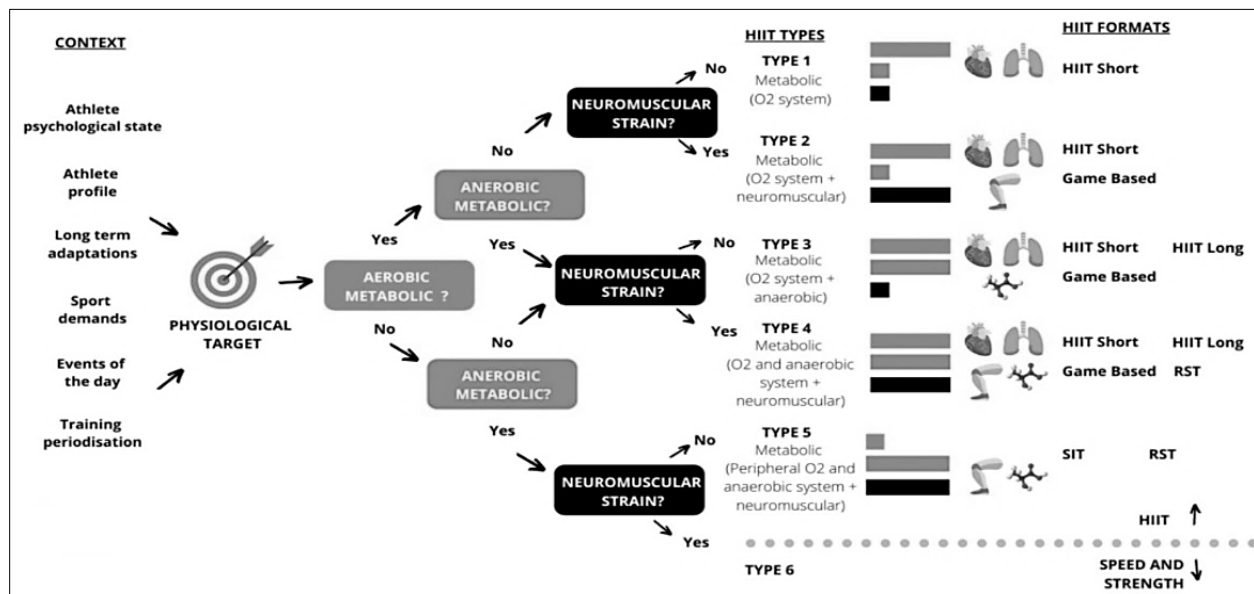 CONTEXT
Athlete
psychological state
Athlete
profile
Long term
adaptations
Sport
demands
Events of
the day
Training
periodisation
PHYSIOLOGICAL
TARGET
Yes
AEROBIC
METABOLIC ?
No
No
ANEROBIC
METABOLIC?
Yes
No
ANEROBIC
METABOLIC?
Yes
No
NEUROMUSCULAR
STRAIN?
Yes
No
NEUROMUSCULAR
STRAIN?
Yes
No
NEUROMUSCULAR
STRAIN?
Yes
HIIT TYPES
TYPE 1
Metabolic
(O2 system)
TYPE 2
Metabolic
(O2 system +
neuromuscular)
TYPE 3
Metabolic
(O2 system +
anaerobic)
TYPE 4
Metabolic
(O2 and anaerobic
system +
neuromuscular)
TYPE 5
Metabolic
(Peripheral O2 and
anaerobic system +
neuromuscular)
TYPE 6
HIIT FORMATS
HIIT Short
HIIT Short
Game Based
HIIT Short HIIT Long
Game Based
HIIT Short HIIT Long
Game Based RST
SIT RST
HIIT
SPEED AND
STRENGTH